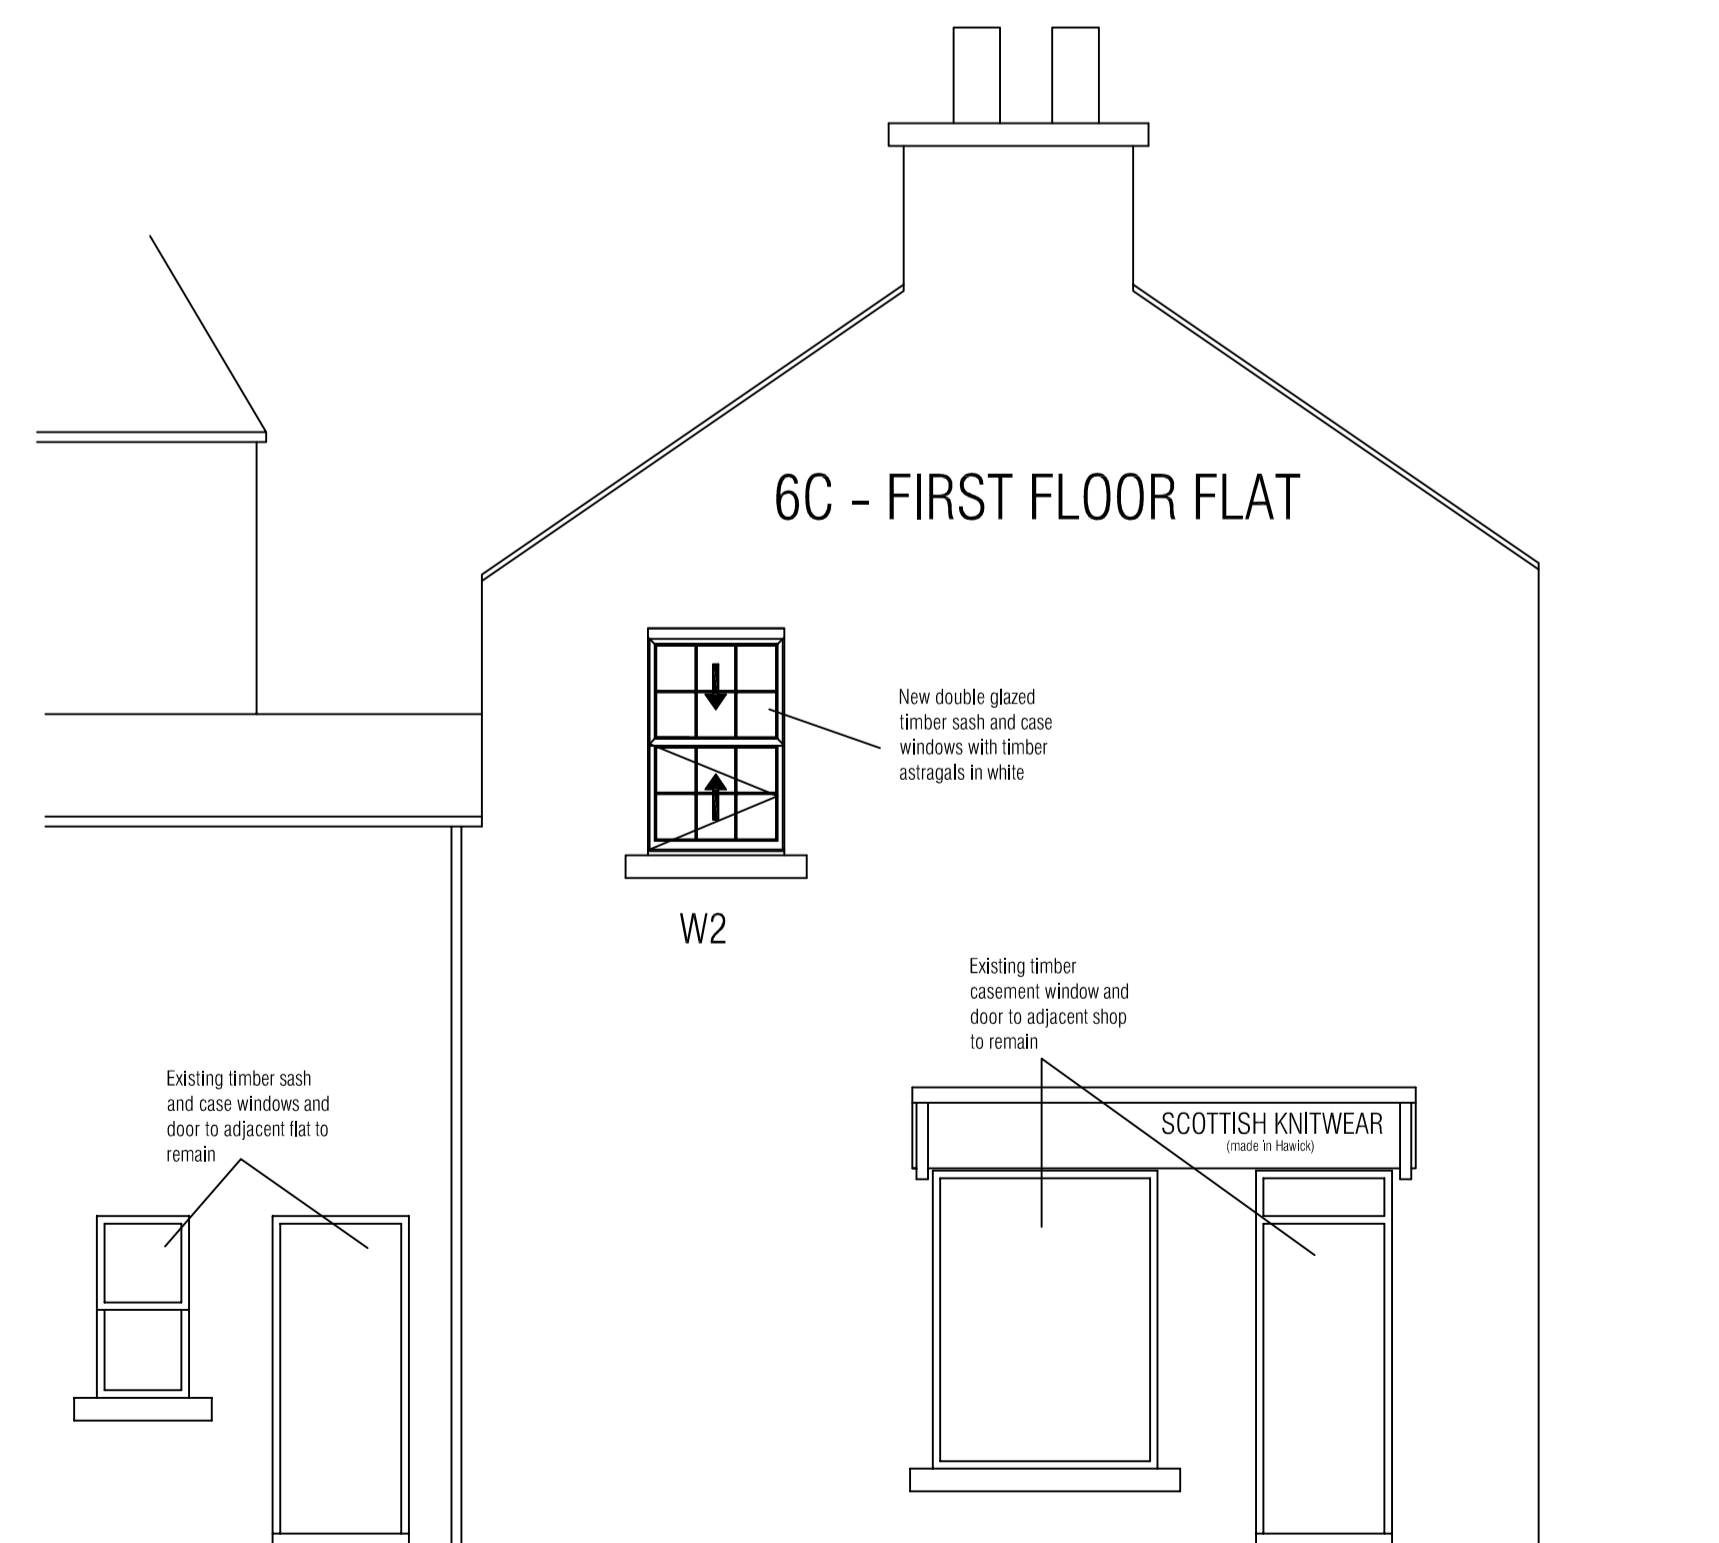 6C - FIRST FLOOR FLAT
New double glazed
timber sash and case
windows with timber
astragals in white
W2
Existing timber
casement window and
door to adjacent shop
to remain
Existing timber sash
and case windows and
door to adjacent flat to
remain
SCOTTISH KNITWEAR
(made in Hawick)